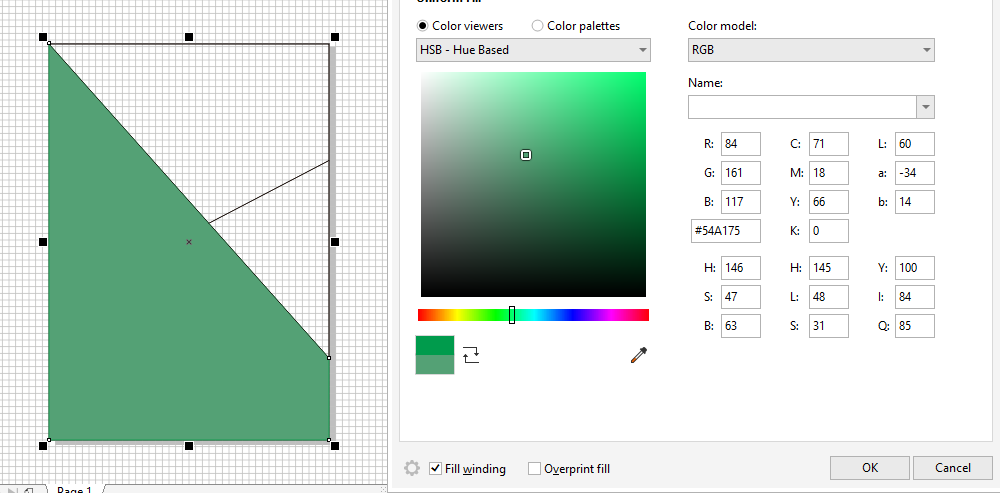 Uniform Fill
Color viewers
Color palettes
Color model:
HSB - Hue Based
RGB
Name:
R: 84
C: 71
L: 60
G: 161
M: 18
a: -34
B: 117
Y: 66
b: 14
#54A175
K: 0
H: 146
H: 145
Y: 100
S: 47
L: 48
I: 84
B: 63
S: 31
Q: 85
Fill winding
Overprint fill
OK
Cancel
Page 1